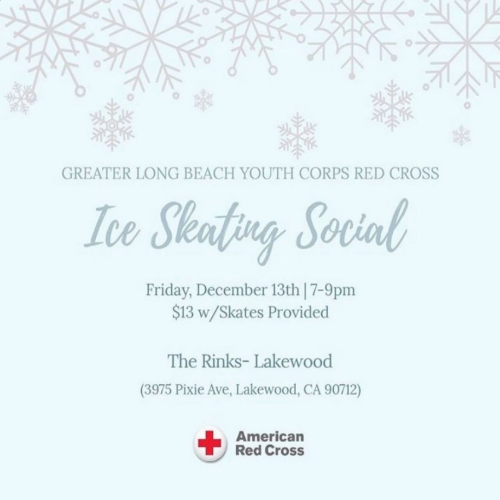 GREATER LONG BEACH YOUTH CORPS RED CROSS
Ice Skating Social
Friday, December 13th | 7-9pm
$13 w/Skates Provided
The Rinks- Lakewood
(3975 Pixie Ave, Lakewood, CA 90712)
American
Red Cross